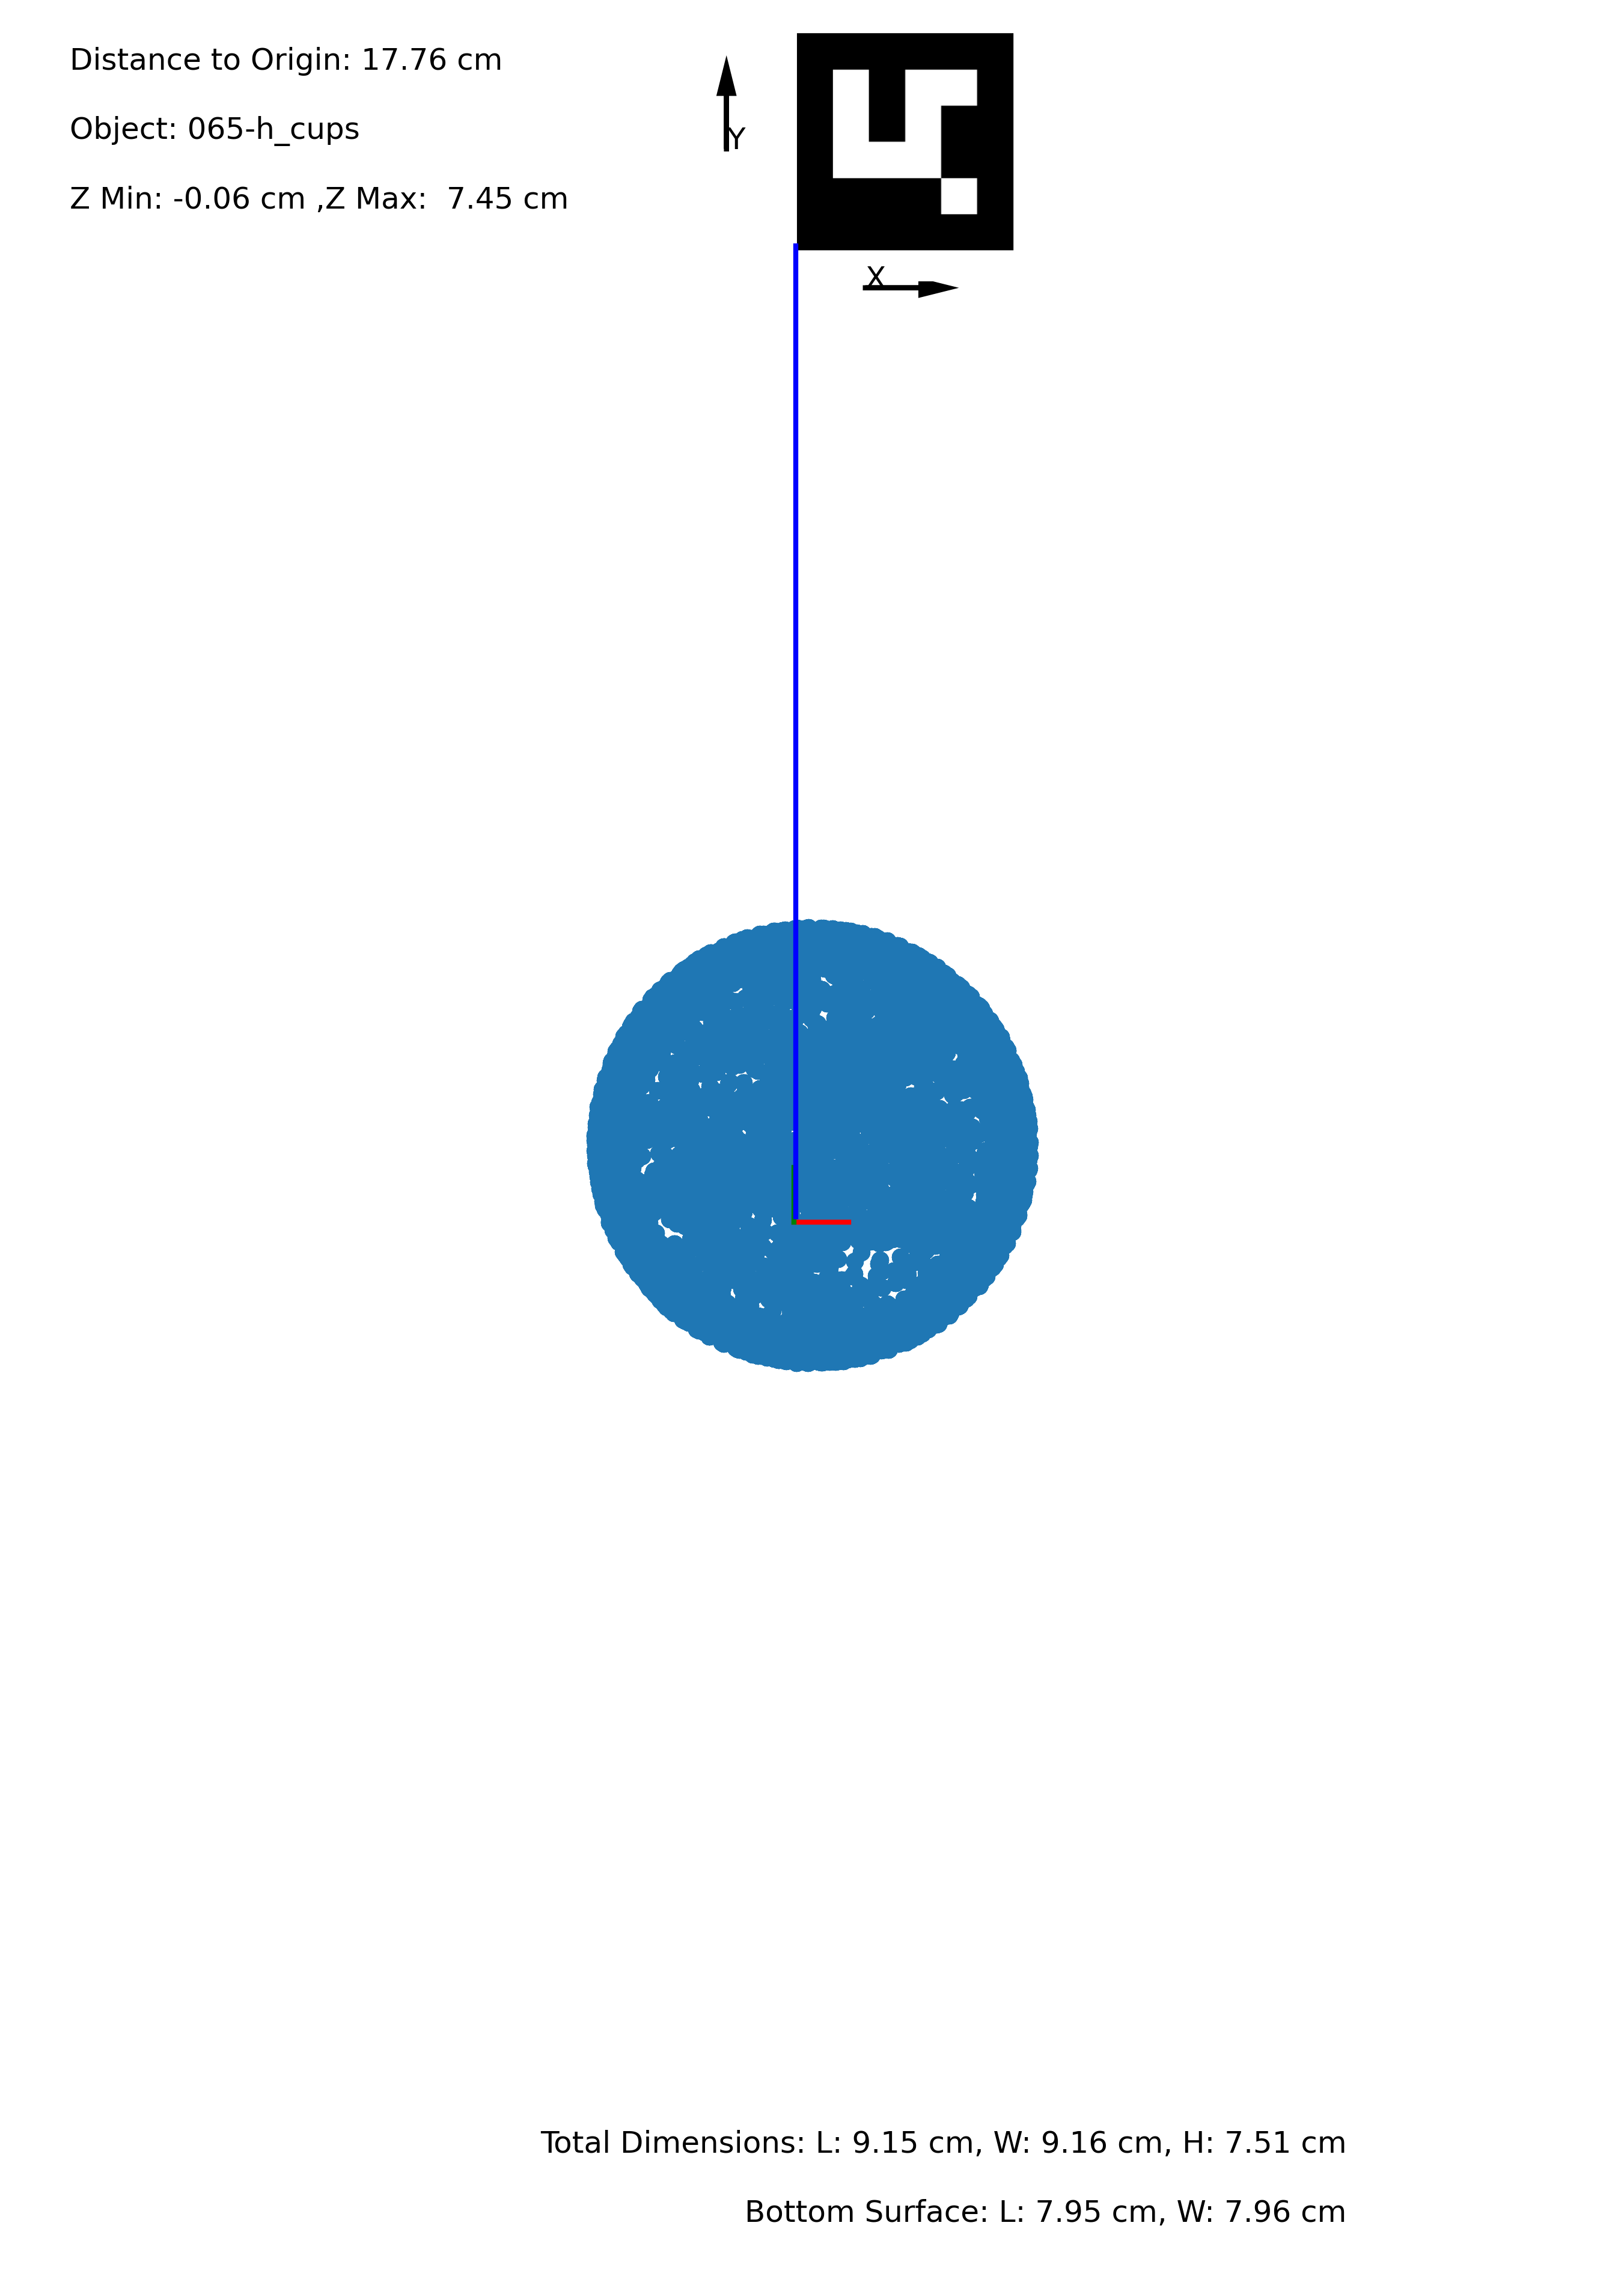 Distance to Origin: 17.76 cm
Object: 065-h_cups
Z Min: -0.06 cm ,Z Max:  7.45 cm
Y
X
Total Dimensions: L: 9.15 cm, W: 9.16 cm, H: 7.51 cm
Bottom Surface: L: 7.95 cm, W: 7.96 cm